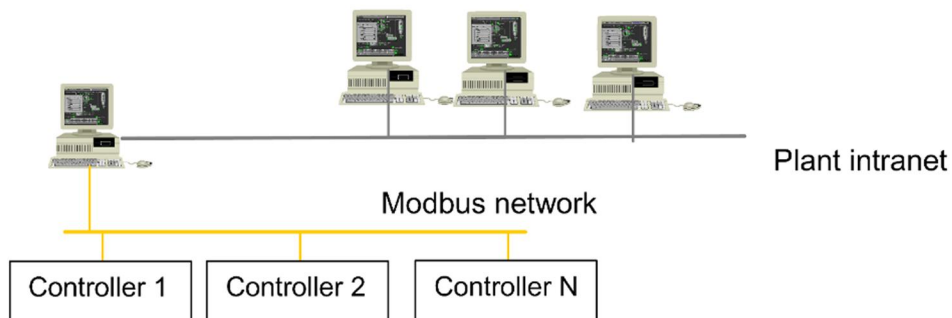 Plant intranet
Modbus network
Controller 1
Controller 2
Controller N